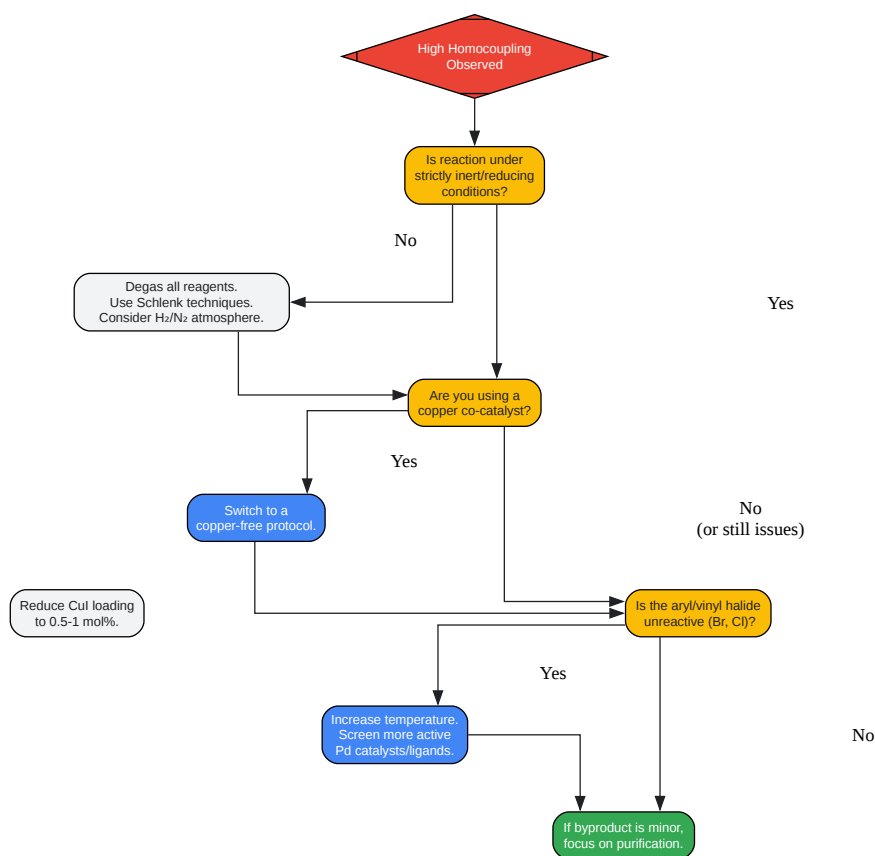 High Homocoupling
Observed
Is reaction under
strictly inert/reducing
conditions?
No
Degas all reagents.
Use Schlenk techniques.
Consider H₂/N₂ atmosphere.
Yes
Are you using a
copper co-catalyst?
Yes
Switch to a
copper-free protocol.
No
(or still issues)
Reduce CuI loading
to 0.5-1 mol%.
Is the aryl/vinyl halide
unreactive (Br, Cl)?
Yes
Increase temperature.
Screen more active
Pd catalysts/ligands.
No
If byproduct is minor,
focus on purification.